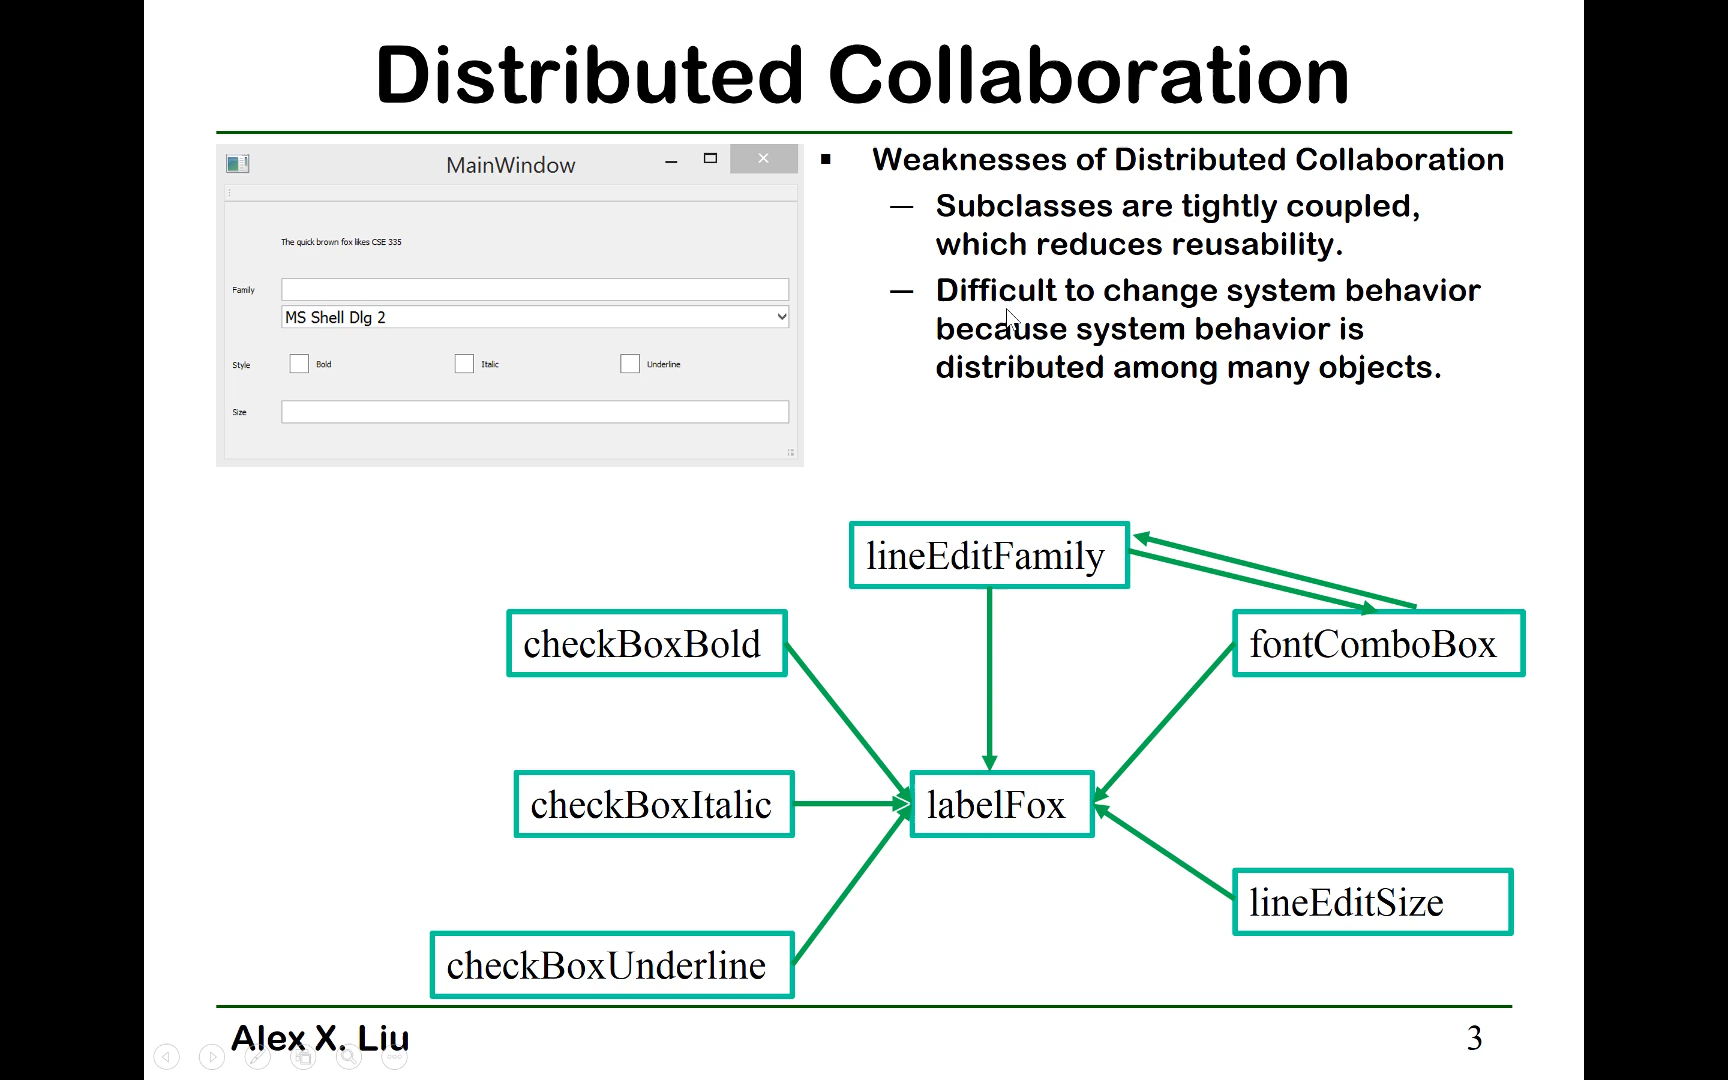 Distributed Collaboration
MainWindow
The quick brown fox likes CSE 335
Family
MS Shell Dlg 2
Style
Bold
Italic
Underline
Size
▪ Weaknesses of Distributed Collaboration
— Subclasses are tightly coupled,
which reduces reusability.
— Difficult to change system behavior
because system behavior is
distributed among many objects.
lineEditFamily
checkBoxBold
fontComboBox
checkBoxItalic
labelFox
lineEditSize
checkBoxUnderline
Alex X. Liu
3